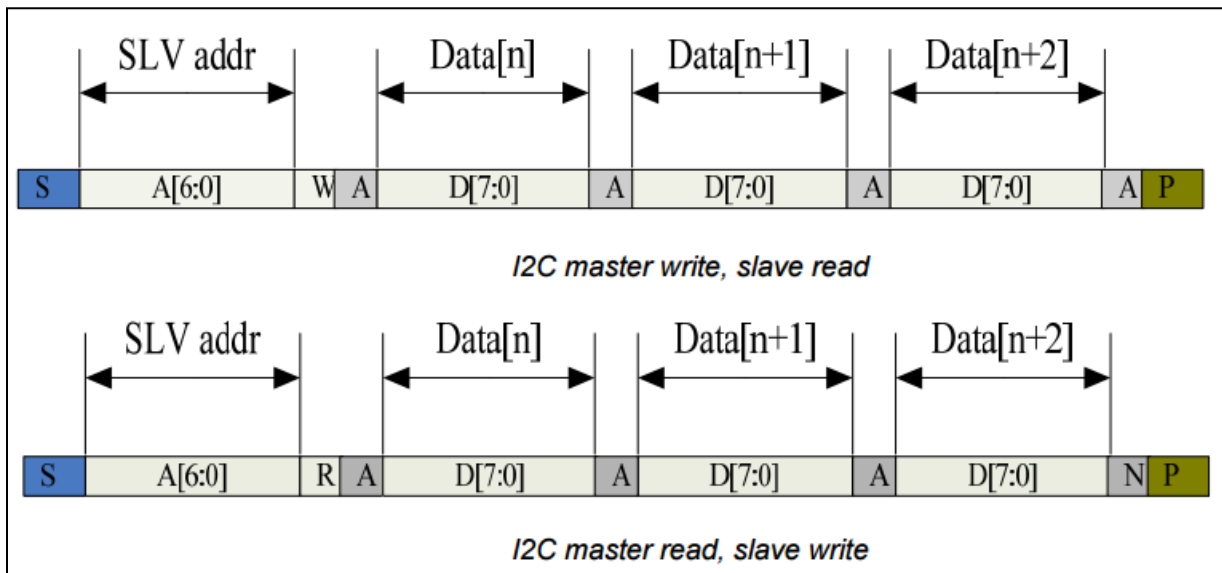 SLV addr Data[n] Data[n+1] Data[n+2]
S A[6:0] W A D[7:0] A D[7:0] A D[7:0] A P
I2C master write, slave read
SLV addr Data[n] Data[n+1] Data[n+2]
S A[6:0] R A D[7:0] A D[7:0] A D[7:0] N P
I2C master read, slave write